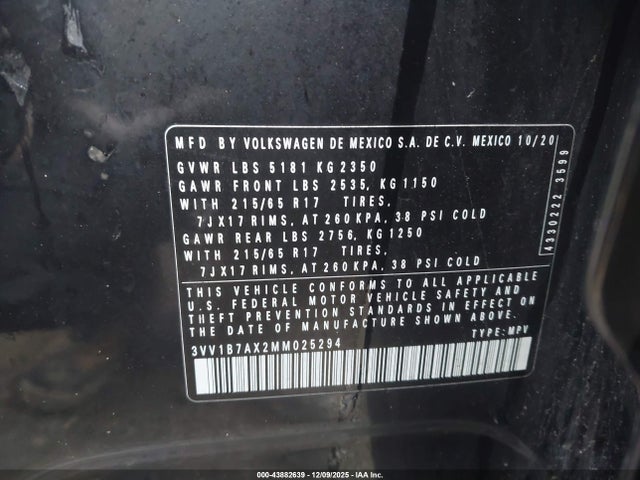 MFD BY VOLKSWAGEN DE MEXICO S.A. DE C.V. MEXICO 10/20
GVWR LBS 5181 KG 2350
GAWR FRONT LBS 2535, KG 1150
WITH 215/65 R17 TIRES,
7JX17 RIMS, AT 260 KPA, 38 PSI COLD
GAWR REAR LBS 2756, KG 1250
WITH 215/65 R17 TIRES,
7JX17 RIMS, AT 260 KPA, 38 PSI COLD
4330222 3599
THIS VEHICLE CONFORMS TO ALL APPLICABLE
U.S. FEDERAL MOTOR VEHICLE SAFETY AND
THEFT PREVENTION STANDARDS IN EFFECT ON
THE DATE OF MANUFACTURE SHOWN ABOVE.
3VV1B7AX2MM025294 TYPE: MPV
000-43882639 - 12/09/2025 - IAA Inc.